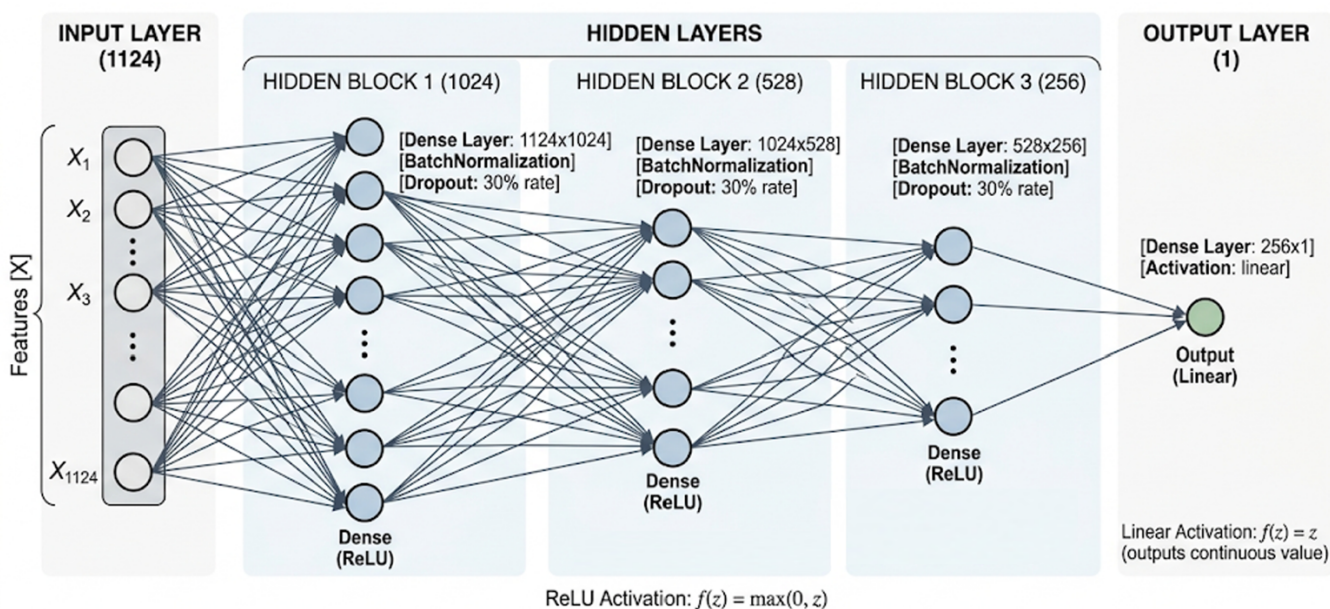 INPUT LAYER
(1124)
HIDDEN LAYERS
OUTPUT LAYER
(1)
HIDDEN BLOCK 1 (1024)
HIDDEN BLOCK 2 (528)
HIDDEN BLOCK 3 (256)
Features [X]
X₁
X₂
X₃
X₁₁₂₄
[Dense Layer: 1124x1024]
[BatchNormalization]
[Dropout: 30% rate]
Dense
(ReLU)
[Dense Layer: 1024x528]
[BatchNormalization]
[Dropout: 30% rate]
Dense
(ReLU)
[Dense Layer: 528x256]
[BatchNormalization]
[Dropout: 30% rate]
Dense
(ReLU)
[Dense Layer: 256x1]
[Activation: linear]
Output
(Linear)
Linear Activation: f(z) = z
(outputs continuous value)
ReLU Activation: f(z) = max(0, z)